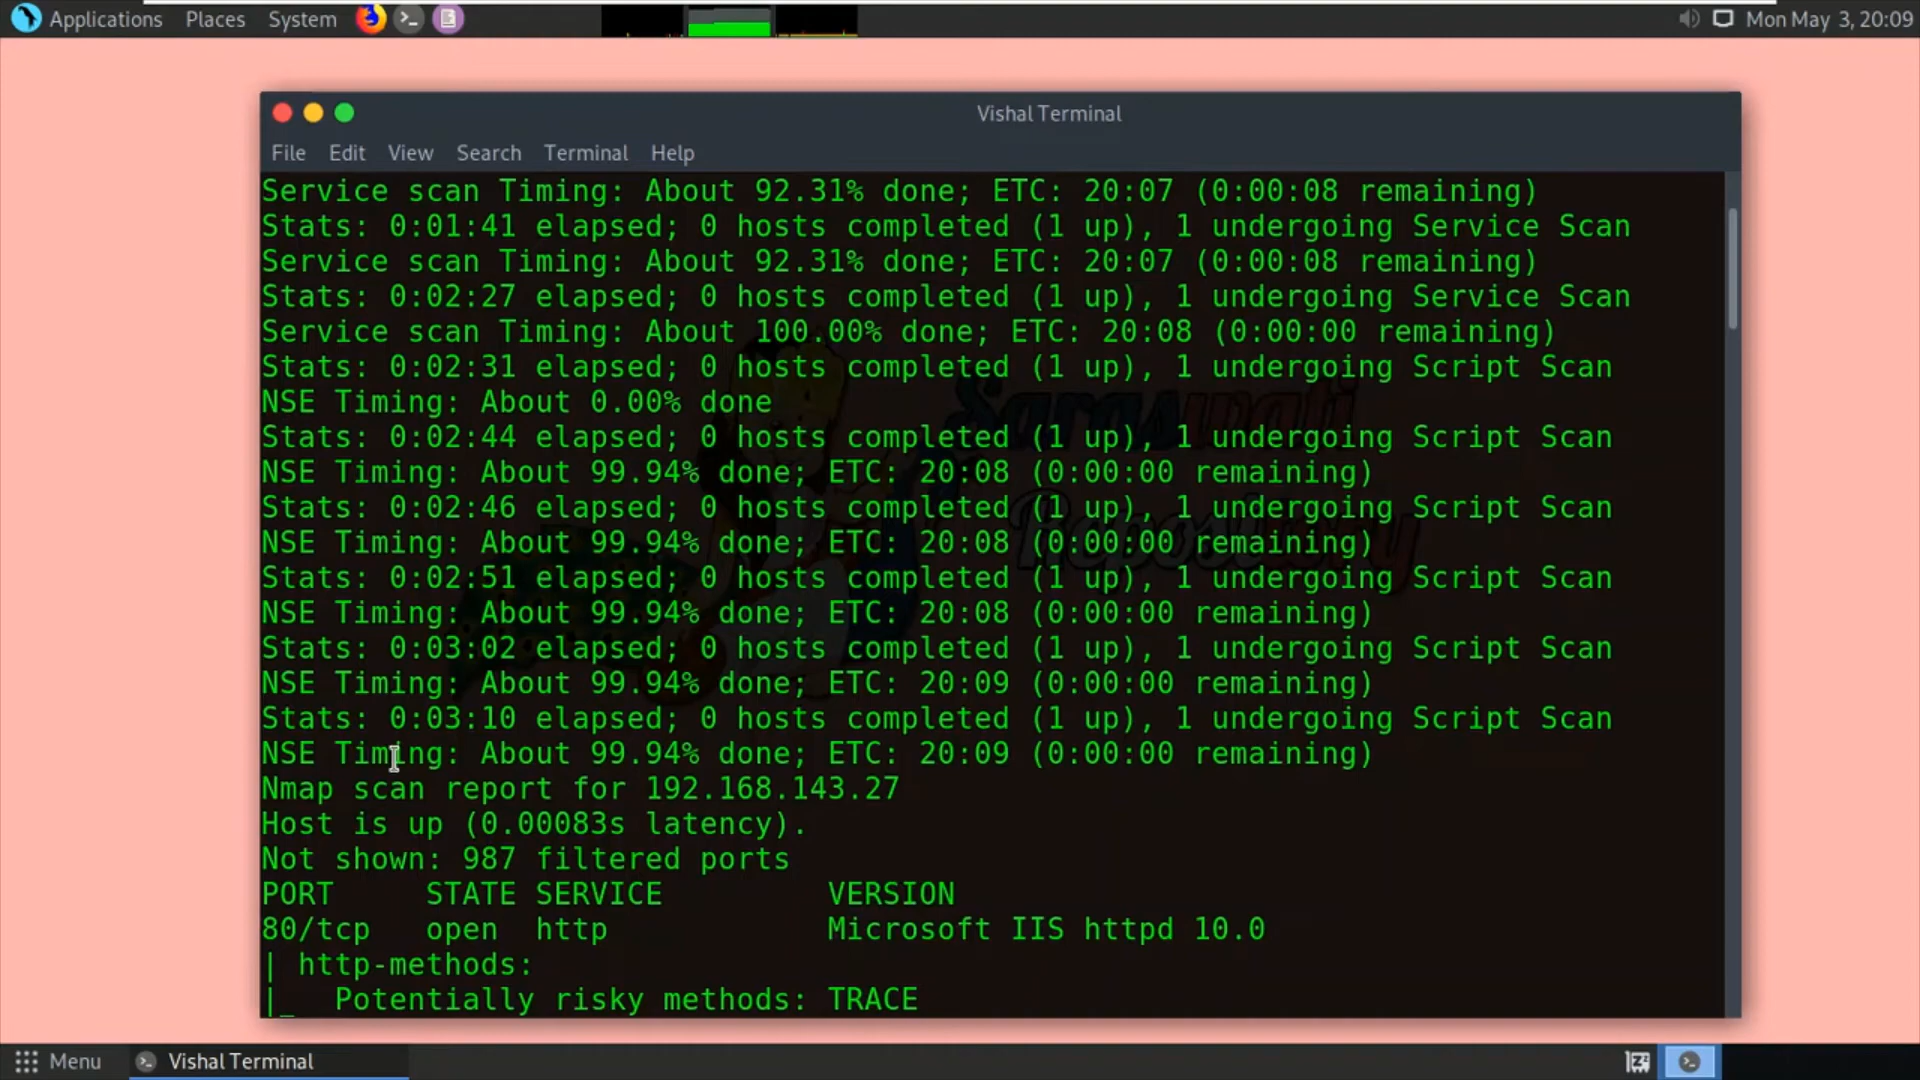 Applications Places System Mon May 3, 20:09
Vishal Terminal
File Edit View Search Terminal Help
Service scan Timing: About 92.31% done; ETC: 20:07 (0:00:08 remaining)
Stats: 0:01:41 elapsed; 0 hosts completed (1 up), 1 undergoing Service Scan
Service scan Timing: About 92.31% done; ETC: 20:07 (0:00:08 remaining)
Stats: 0:02:27 elapsed; 0 hosts completed (1 up), 1 undergoing Service Scan
Service scan Timing: About 100.00% done; ETC: 20:08 (0:00:00 remaining)
Stats: 0:02:31 elapsed; 0 hosts completed (1 up), 1 undergoing Script Scan
NSE Timing: About 0.00% done
Stats: 0:02:44 elapsed; 0 hosts completed (1 up), 1 undergoing Script Scan
NSE Timing: About 99.94% done; ETC: 20:08 (0:00:00 remaining)
Stats: 0:02:46 elapsed; 0 hosts completed (1 up), 1 undergoing Script Scan
NSE Timing: About 99.94% done; ETC: 20:08 (0:00:00 remaining)
Stats: 0:02:51 elapsed; 0 hosts completed (1 up), 1 undergoing Script Scan
NSE Timing: About 99.94% done; ETC: 20:08 (0:00:00 remaining)
Stats: 0:03:02 elapsed; 0 hosts completed (1 up), 1 undergoing Script Scan
NSE Timing: About 99.94% done; ETC: 20:09 (0:00:00 remaining)
Stats: 0:03:10 elapsed; 0 hosts completed (1 up), 1 undergoing Script Scan
NSE Timing: About 99.94% done; ETC: 20:09 (0:00:00 remaining)
Nmap scan report for 192.168.143.27
Host is up (0.00083s latency).
Not shown: 987 filtered ports
PORT STATE SERVICE VERSION
80/tcp open http Microsoft IIS httpd 10.0
| http-methods:
|_ Potentially risky methods: TRACE
Saraswati
Repository
Menu Vishal Terminal